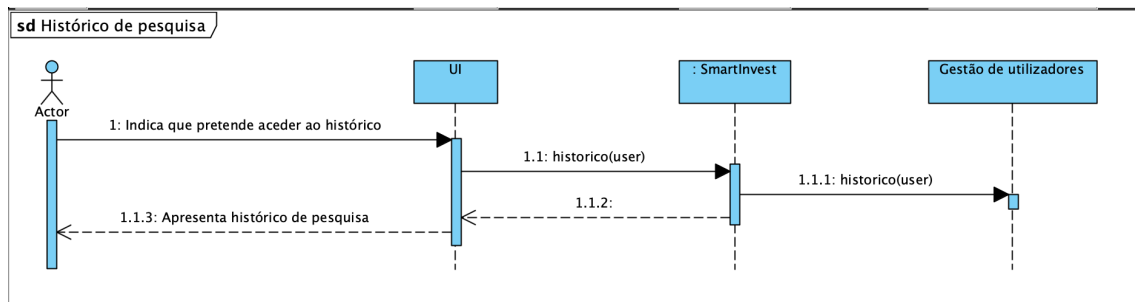 sd Histórico de pesquisa
UI
: SmartInvest
Gestão de utilizadores
Actor
1: Indica que pretende aceder ao histórico
1.1: historico(user)
1.1.1: historico(user)
1.1.2:
1.1.3: Apresenta histórico de pesquisa